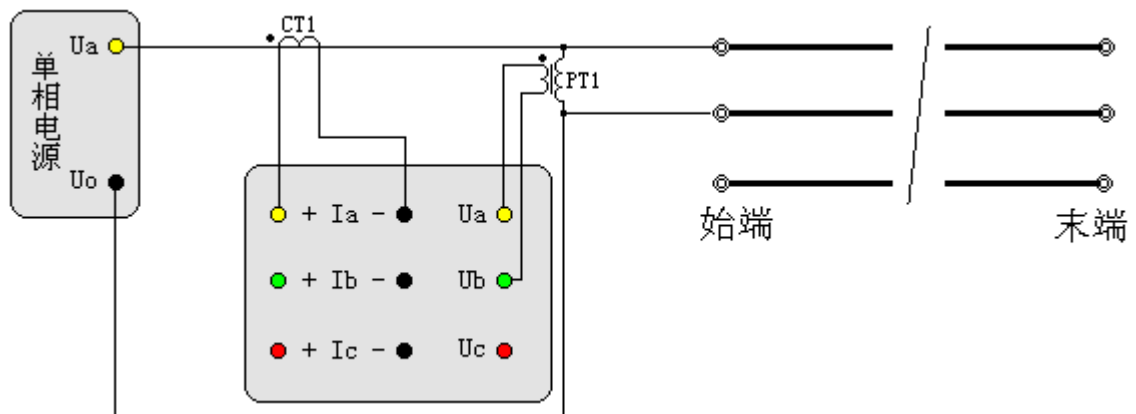 CT1
Ua
单相电源
Uo
PT1
+ Ia - Ua
+ Ib - Ub
+ Ic - Uc
始端
末端